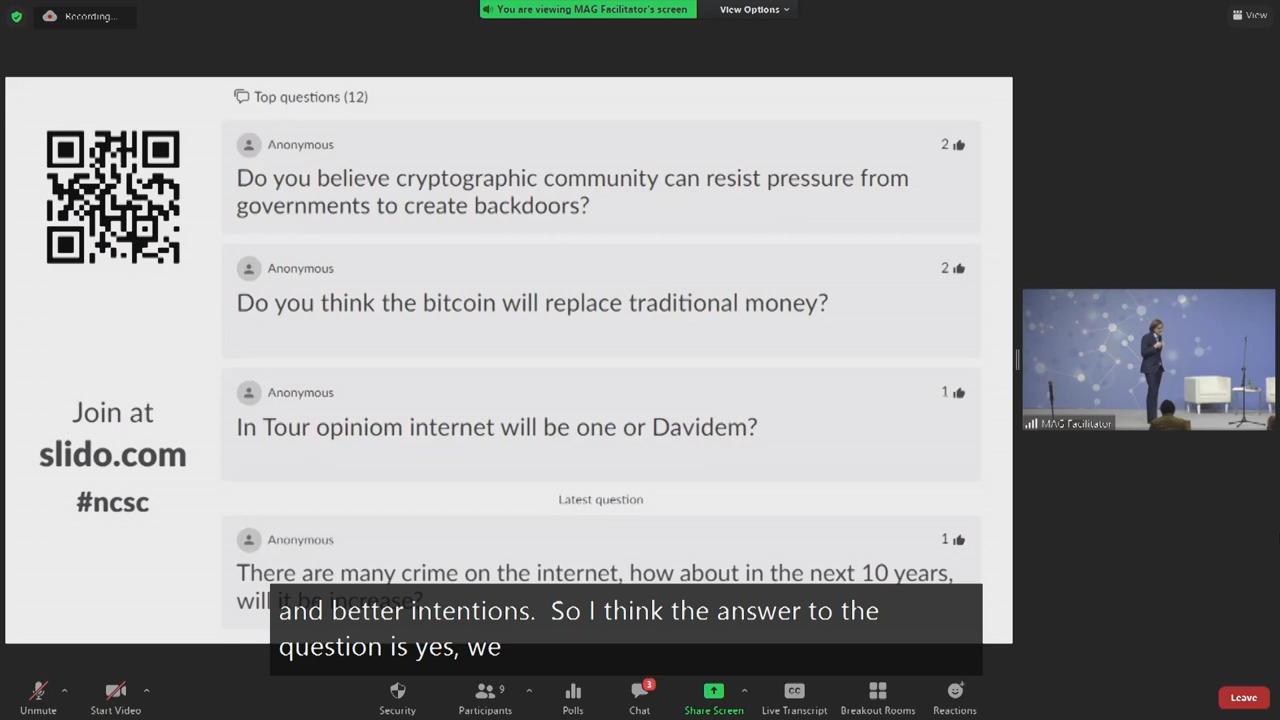 Recording...
You are viewing MAG Facilitator's screen
View Options
View
Top questions (12)
Anonymous
2
Do you believe cryptographic community can resist pressure from
governments to create backdoors?
Anonymous
2
Do you think the bitcoin will replace traditional money?
Anonymous
1
In Tour opiniom internet will be one or Davidem?
Join at
slido.com
#ncsc
Latest question
Anonymous
1
There are many crime on the internet, how about in the next 10 years,
will it be increase?
and better intentions. So I think the answer to the
question is yes, we
MAG Facilitator
Unmute
Start Video
Security
Participants
9
Polls
Chat
3
Share Screen
CC
Live Transcript
Breakout Rooms
Reactions
Leave